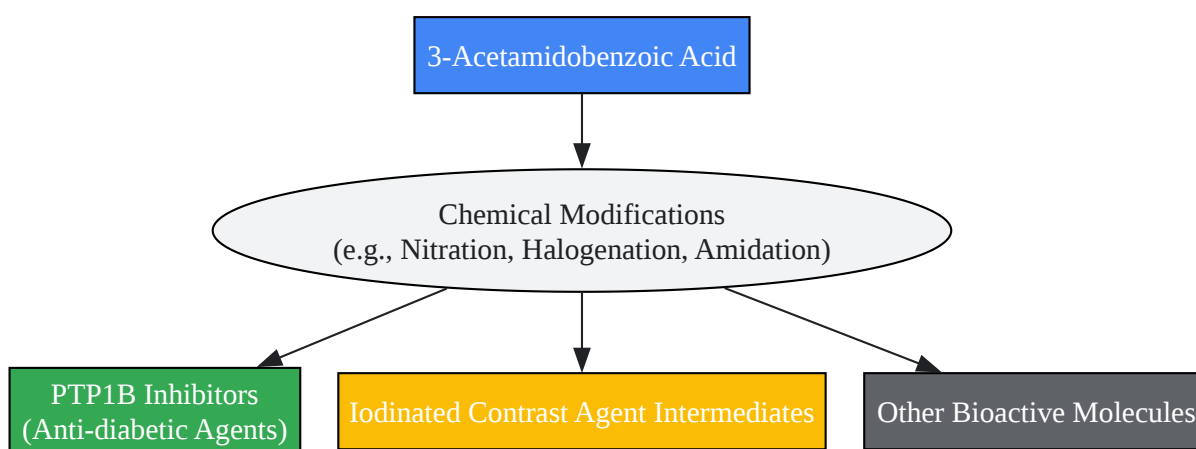 3-Acetamidobenzoic Acid
Chemical Modifications
(e.g., Nitration, Halogenation, Amidation)
PTP1B Inhibitors
(Anti-diabetic Agents)
Iodinated Contrast Agent Intermediates
Other Bioactive Molecules